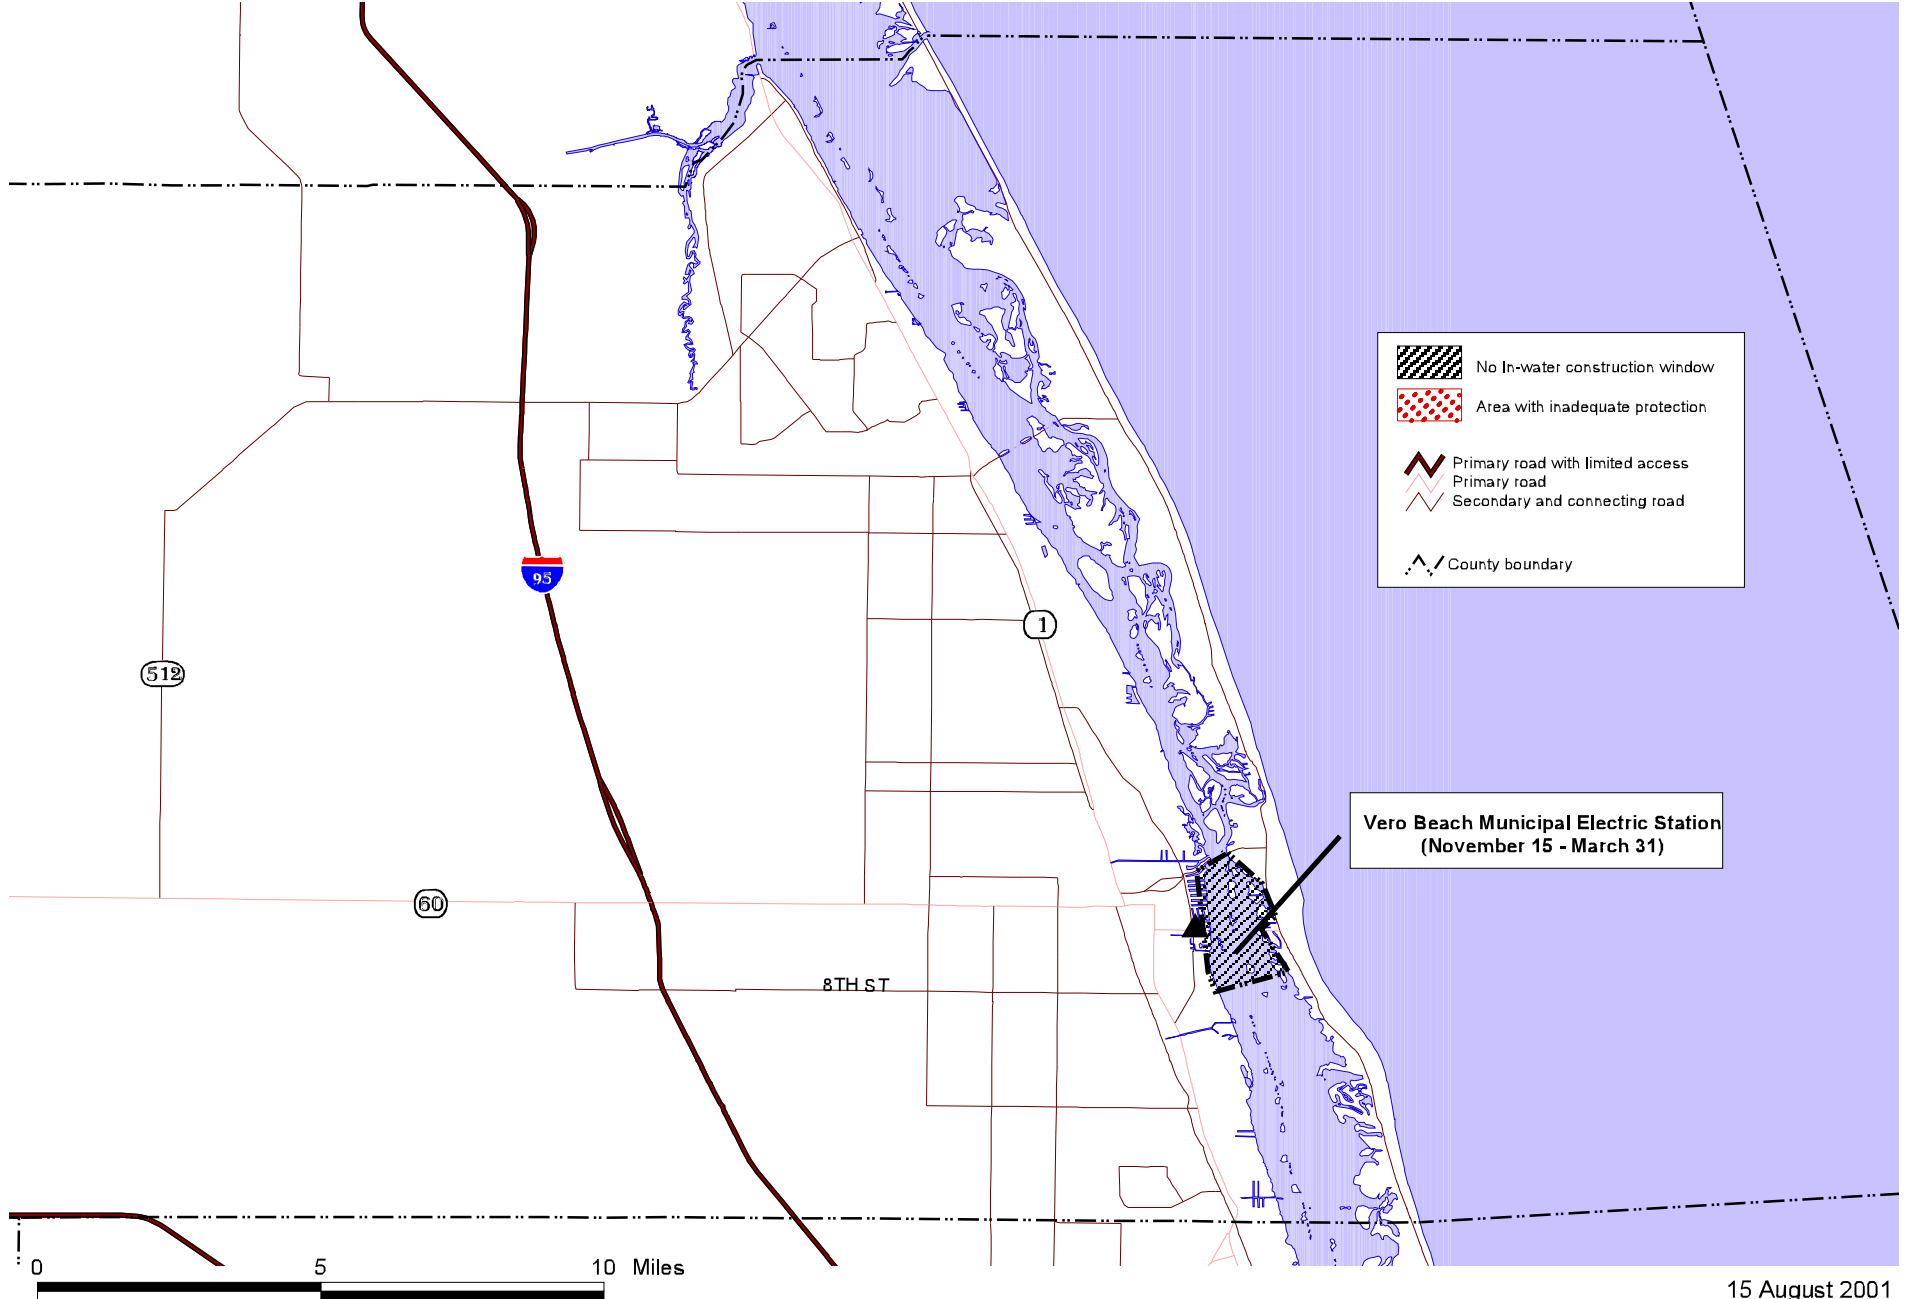 No In-water construction window
Area with inadequate protection
Primary road with limited access
Primary road
Secondary and connecting road
County boundary
95
1
512
Vero Beach Municipal Electric Station
(November 15 - March 31)
60
8TH ST
0 5 10 Miles
15 August 2001